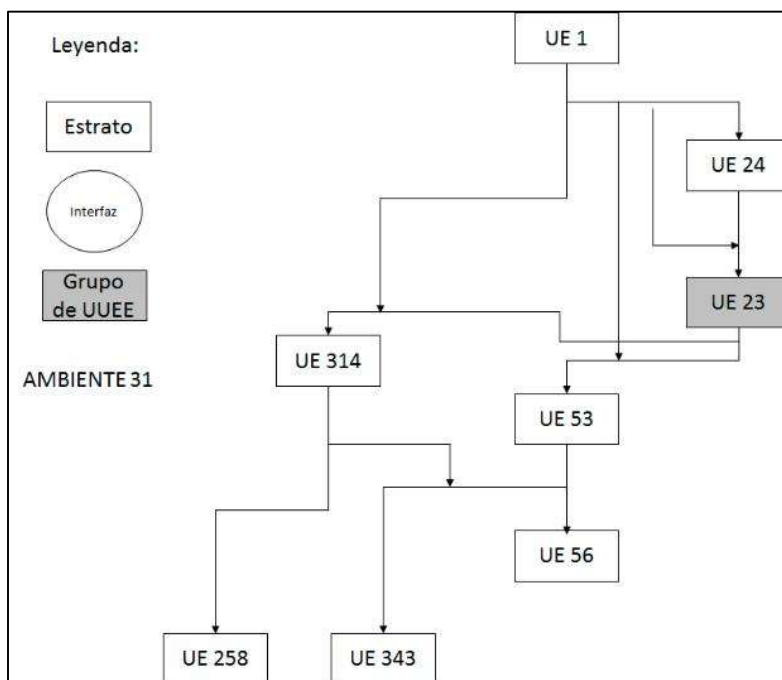 Leyenda:
UE 1
Estrato
UE 24
Interfaz
Grupo
de UUEE
UE 23
UE 314
AMBIENTE 31
UE 53
UE 56
UE 258
UE 343